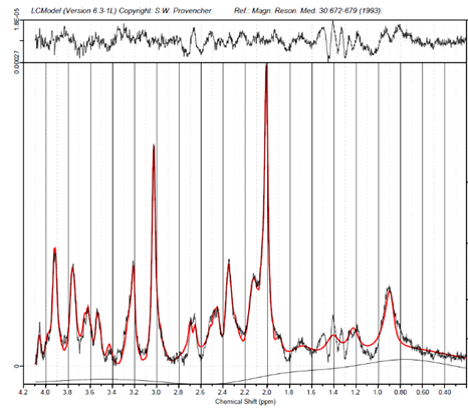 LCModel (Version 6.3-1L) Copyright: S.W. Provencher. Ref.: Magn. Reson. Med. 30:672-679 (1993).
1.8E-05
0.00027
0
4.2 4.0 3.8 3.6 3.4 3.2 3.0 2.8 2.6 2.4 2.2 2.0 1.8 1.6 1.4 1.2 1.0 0.80 0.60 0.40
Chemical Shift (ppm)